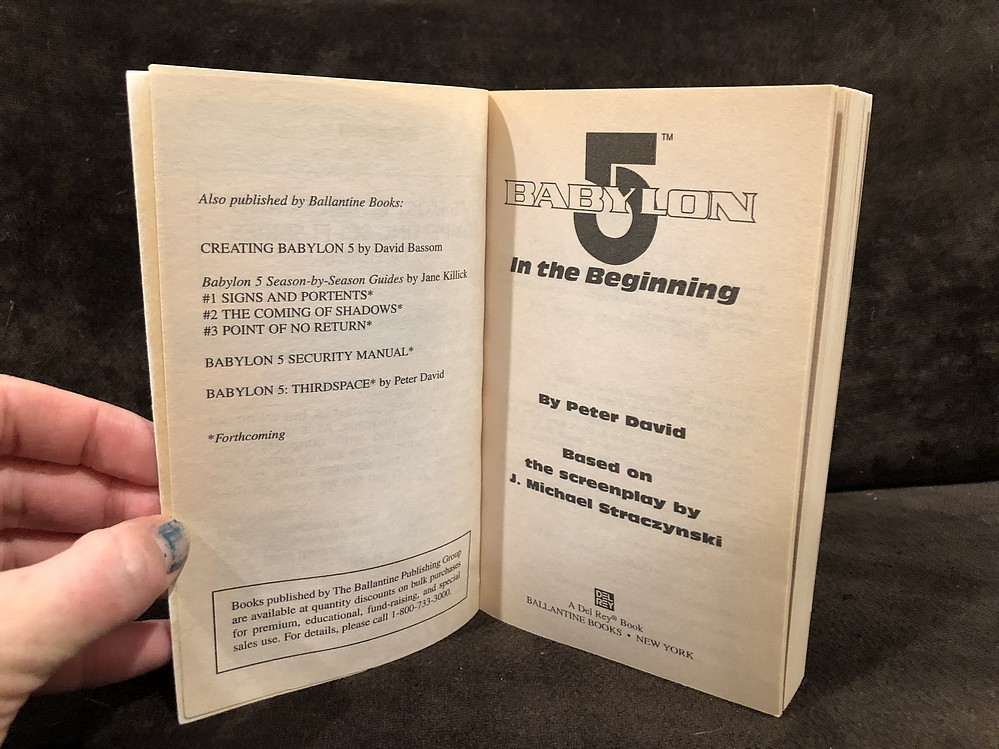 Also published by Ballantine Books:
CREATING BABYLON 5 by David Bassom
Babylon 5 Season-by-Season Guides by Jane Killick
#1 SIGNS AND PORTENTS*
#2 THE COMING OF SHADOWS*
#3 POINT OF NO RETURN*
BABYLON 5 SECURITY MANUAL*
BABYLON 5: THIRDSPACE* by Peter David
*Forthcoming
Books published by The Ballantine Publishing Group
are available at quantity discounts on bulk purchases
for premium, educational, fund-raising, and special
sales use. For details, please call 1-800-733-3000.
5™
BABYLON
In the Beginning
By Peter David
Based on
the screenplay by
J. Michael Straczynski
DEL
REY
A Del Rey® Book
BALLANTINE BOOKS • NEW YORK